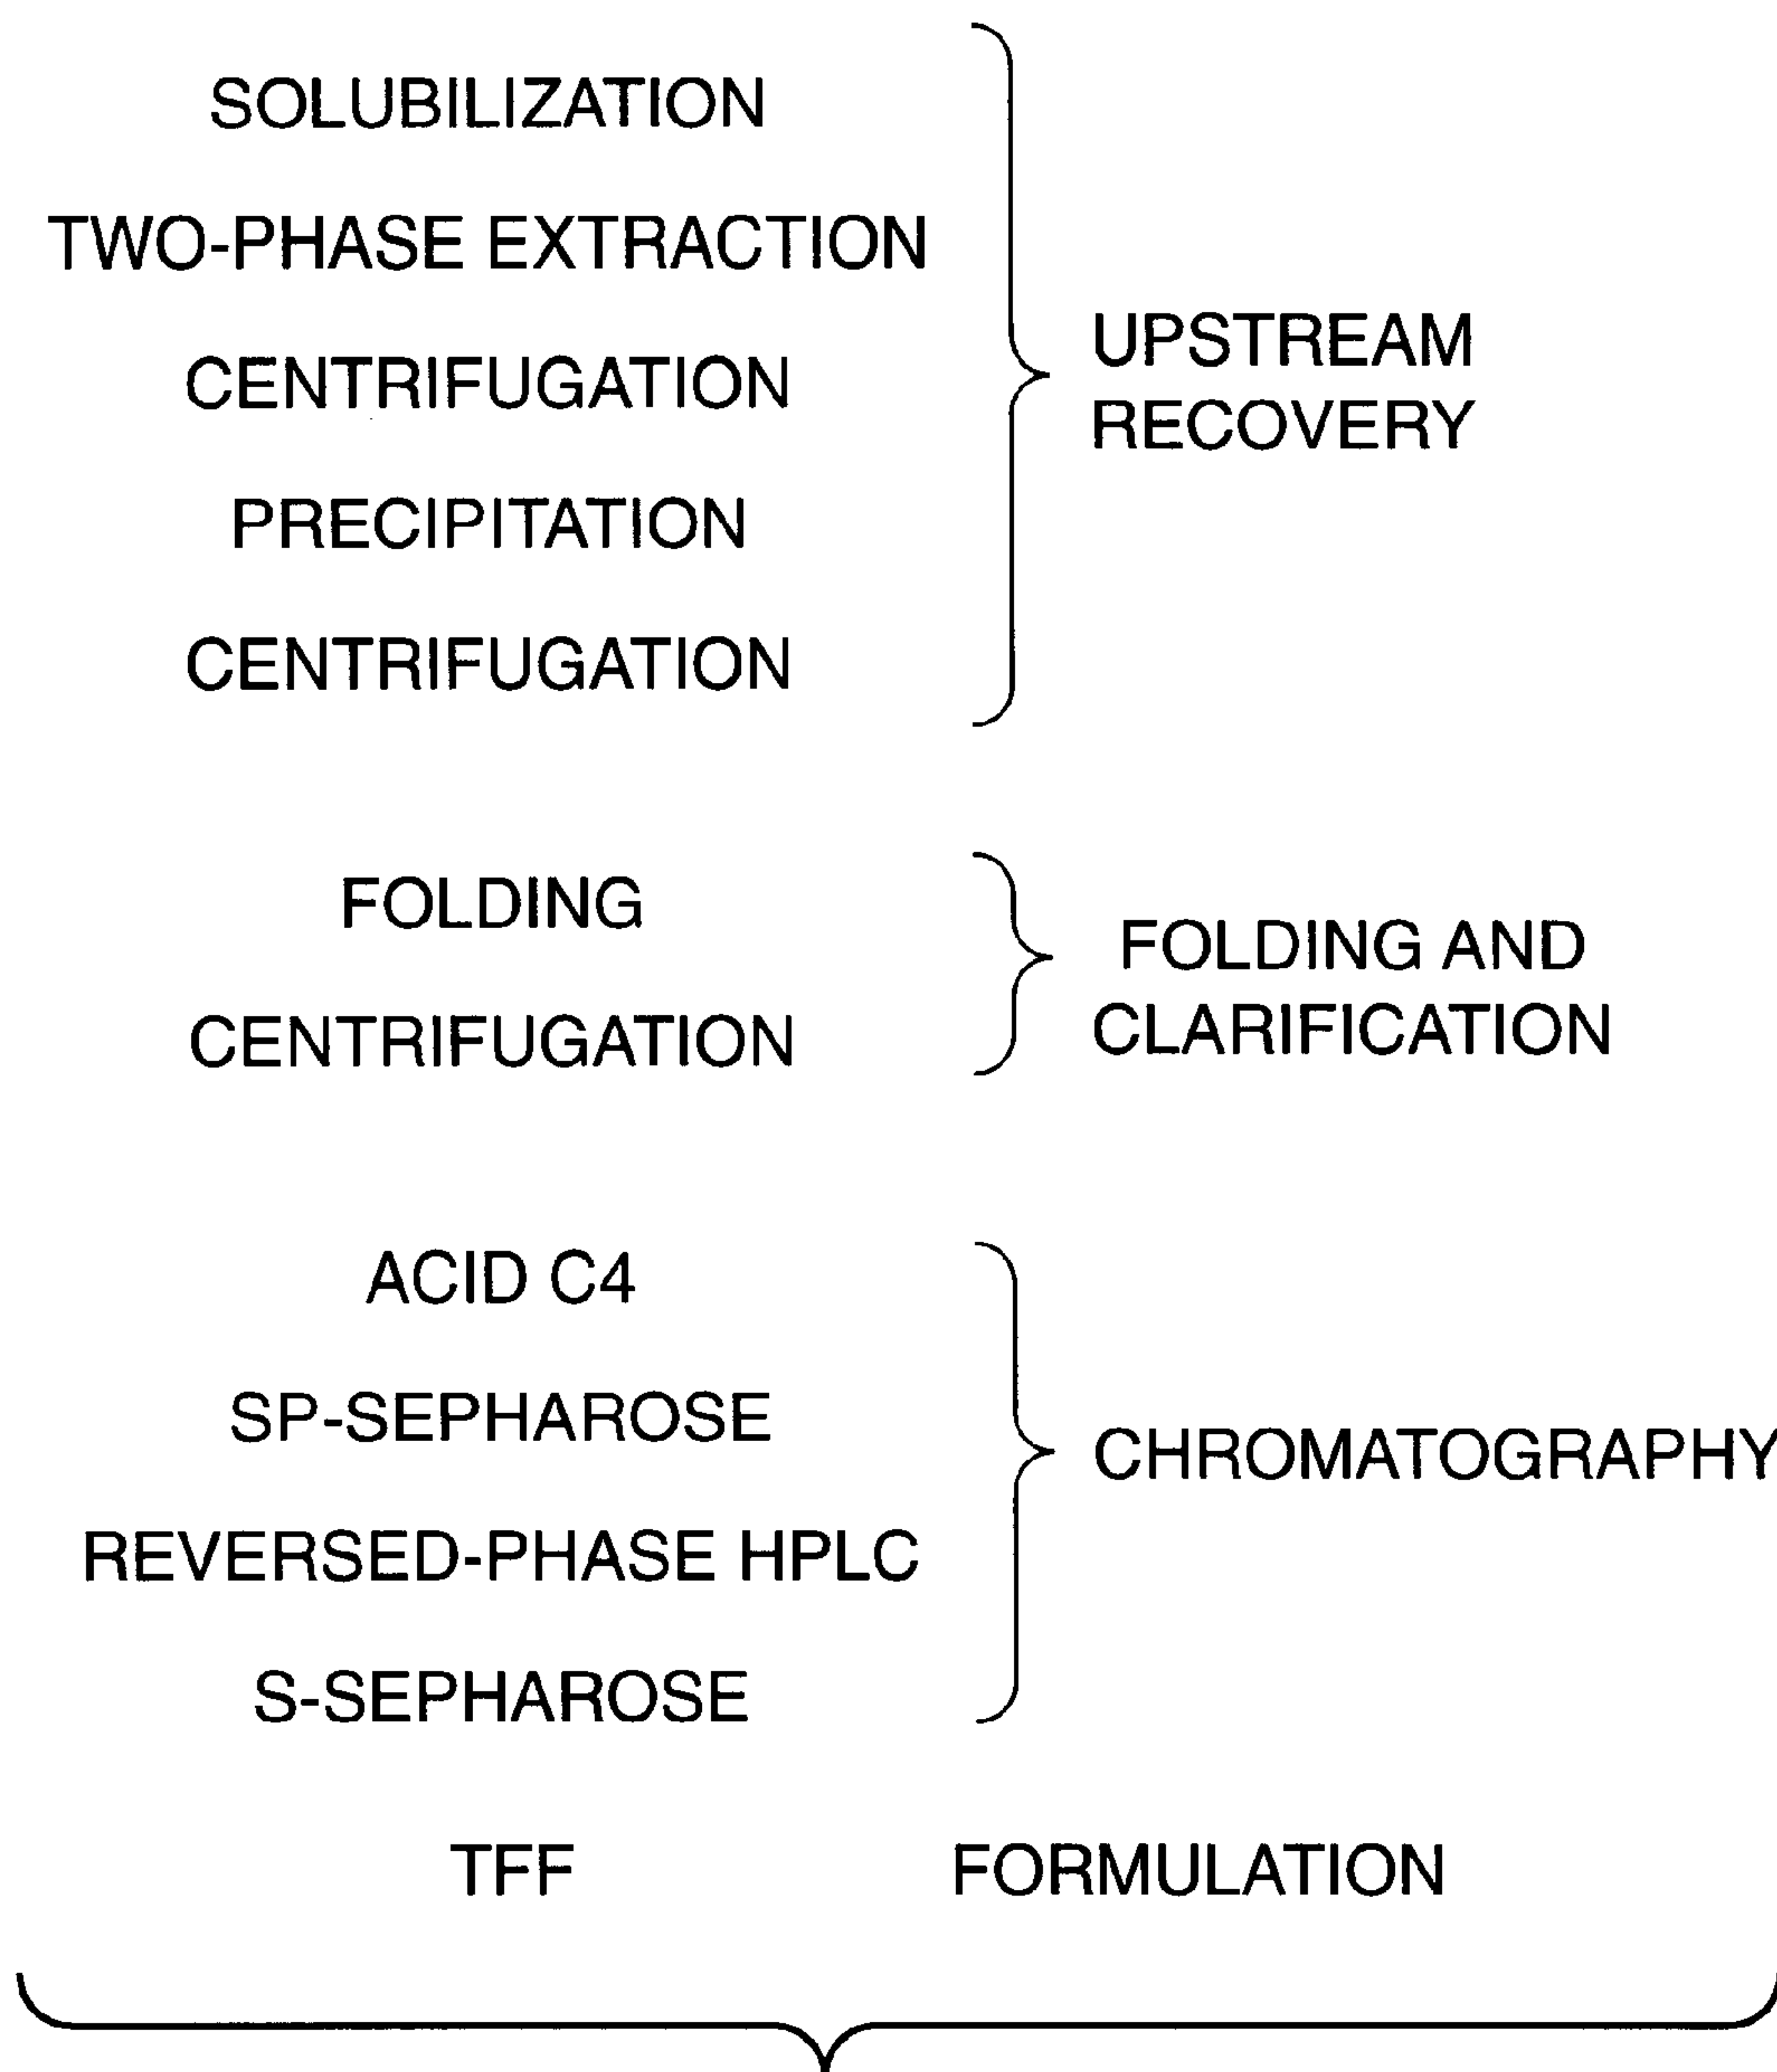 SOLUBILIZATION
TWO-PHASE EXTRACTION
CENTRIFUGATION
PRECIPITATION
CENTRIFUGATION
UPSTREAM
RECOVERY
FOLDING
CENTRIFUGATION
FOLDING AND
CLARIFICATION
ACID C4
SP-SEPHAROSE
REVERSED-PHASE HPLC
S-SEPHAROSE
CHROMATOGRAPHY
TFF
FORMULATION